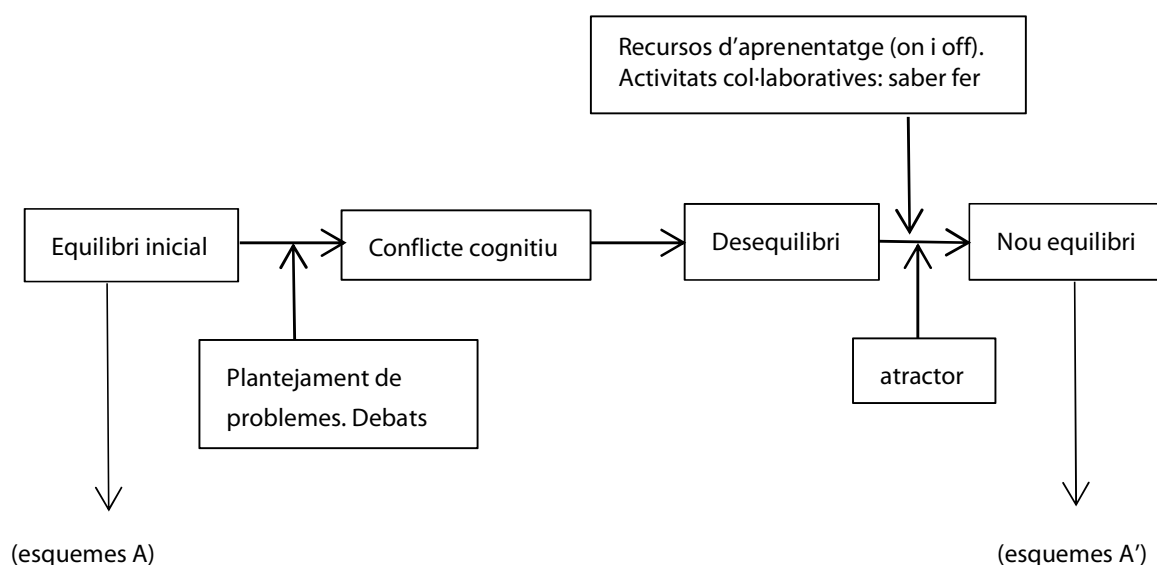 Recursos d’aprenentatge (on i off).
Activitats col·laboratives: saber fer
Equilibri inicial
Conflicte cognitiu
Desequilibri
Nou equilibri
Plantejament de
problemes. Debats
atractor
(esquemes A)
(esquemes A’)